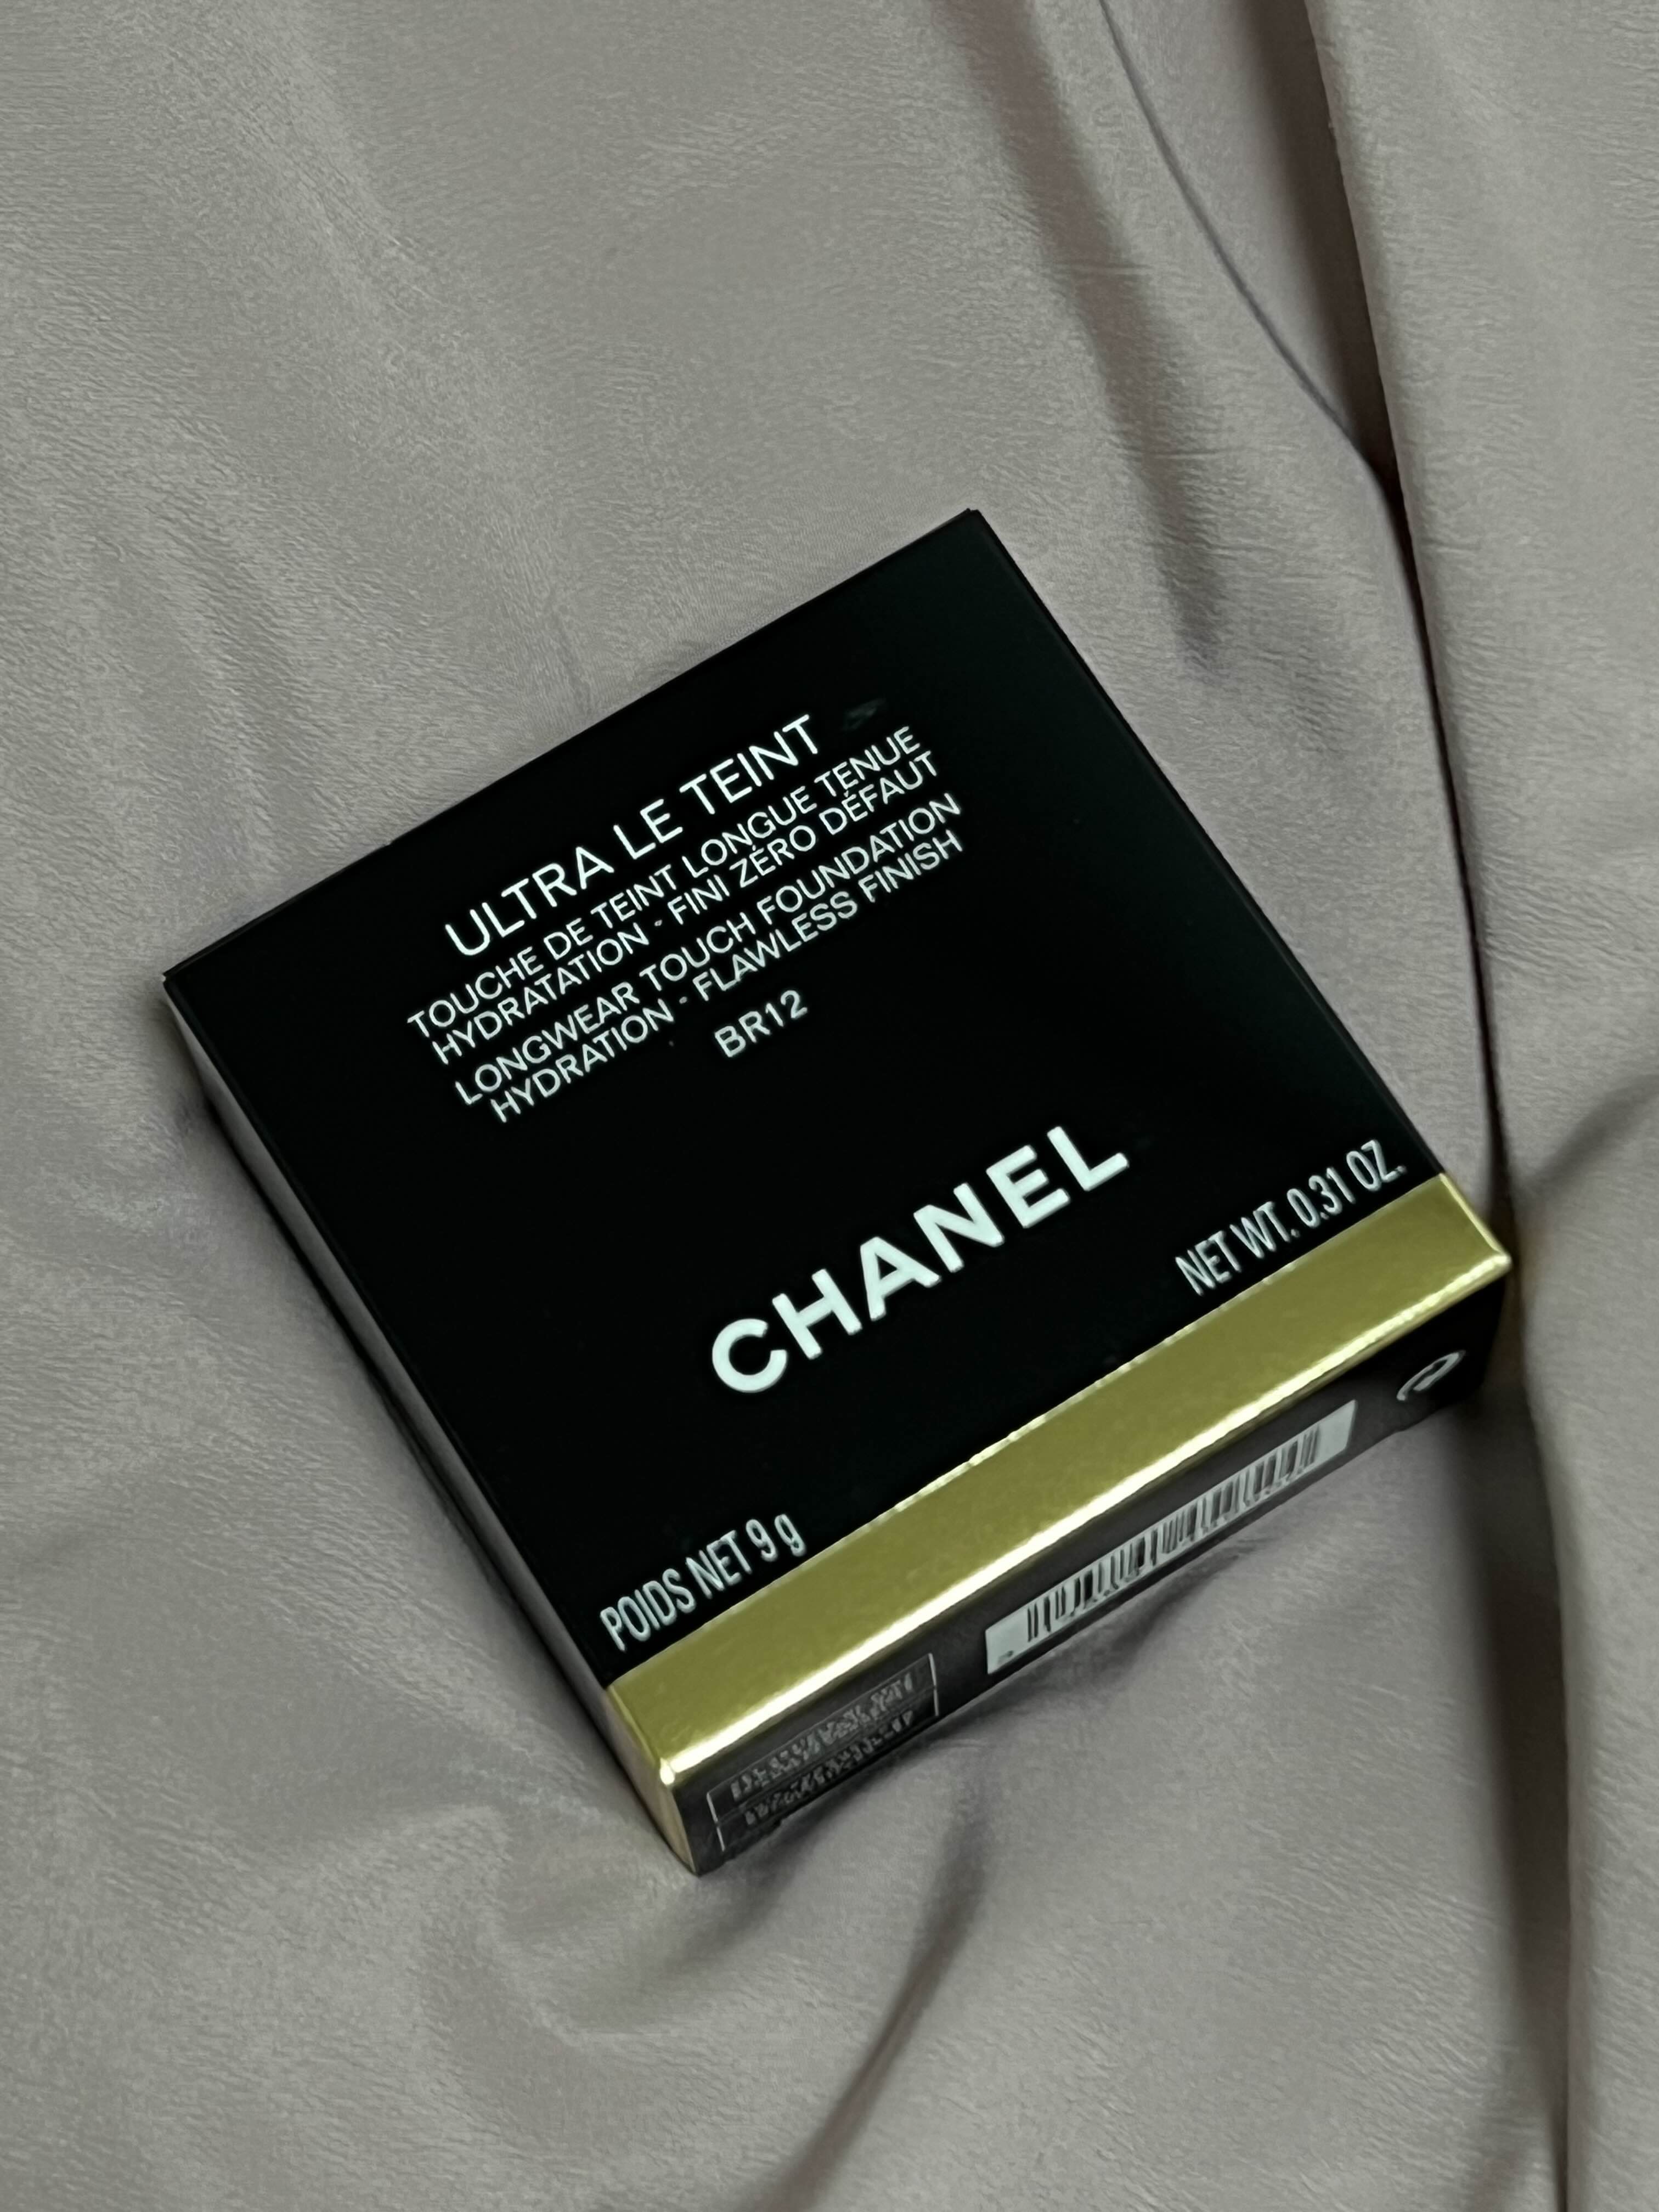 ULTRA LE TEINT
TOUCHE DE TEINT LONGUE TENUE
HYDRATATION - FINI ZÉRO DÉFAUT
LONGWEAR TOUCH FOUNDATION
HYDRATION - FLAWLESS FINISH
BR12
CHANEL
POIDS NET 9 g
NET WT. 0.31 OZ.